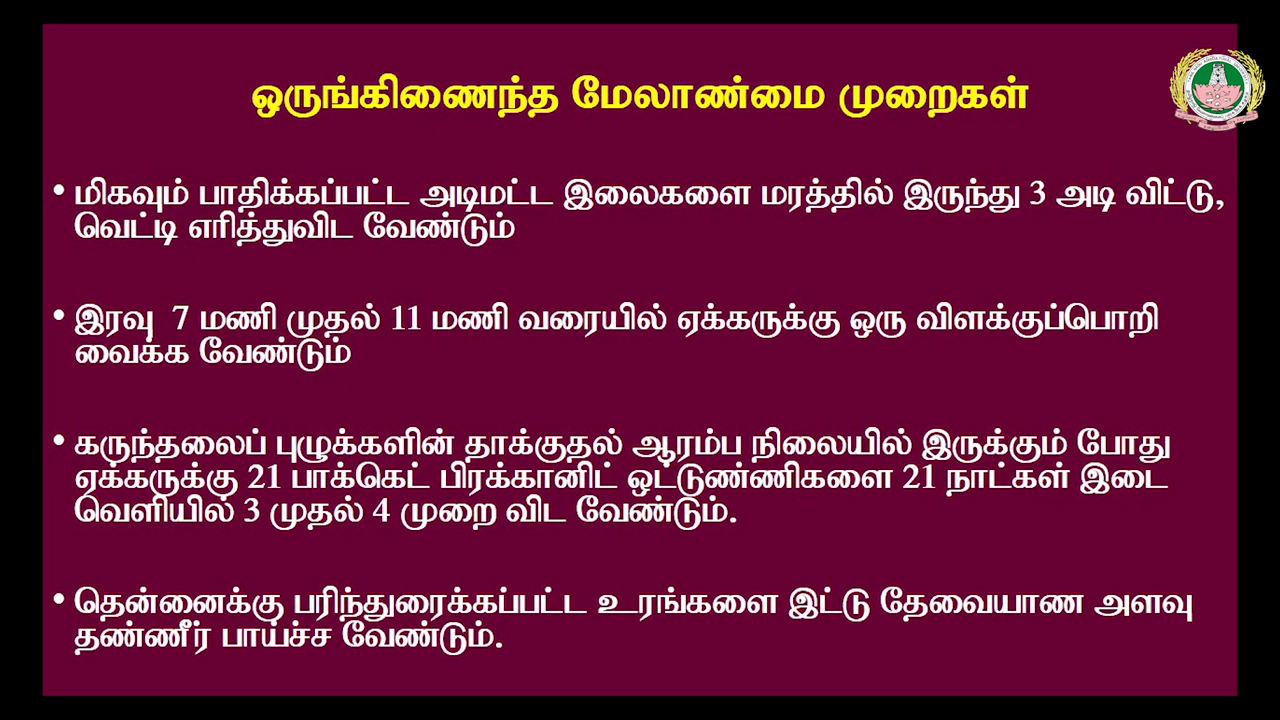 ஒருங்கிணைந்த மேலாண்மை முறைகள்
• மிகவும் பாதிக்கப்பட்ட அடிமட்ட இலைகளை மரத்தில் இருந்து 3 அடி விட்டு,
வெட்டி எரித்துவிட வேண்டும்
• இரவு 7 மணி முதல் 11 மணி வரையில் ஏக்கருக்கு ஒரு விளக்குப்பொறி
வைக்க வேண்டும்
• கருந்தலைப் புழுக்களின் தாக்குதல் ஆரம்ப நிலையில் இருக்கும் போது
ஏக்கருக்கு 21 பாக்கெட் பிரக்கானிட் ஒட்டுண்ணிகளை 21 நாட்கள் இடை
வெளியில் 3 முதல் 4 முறை விட வேண்டும்.
• தென்னைக்கு பரிந்துரைக்கப்பட்ட உரங்களை இட்டு தேவையாண அளவு
தண்ணீர் பாய்ச்ச வேண்டும்.